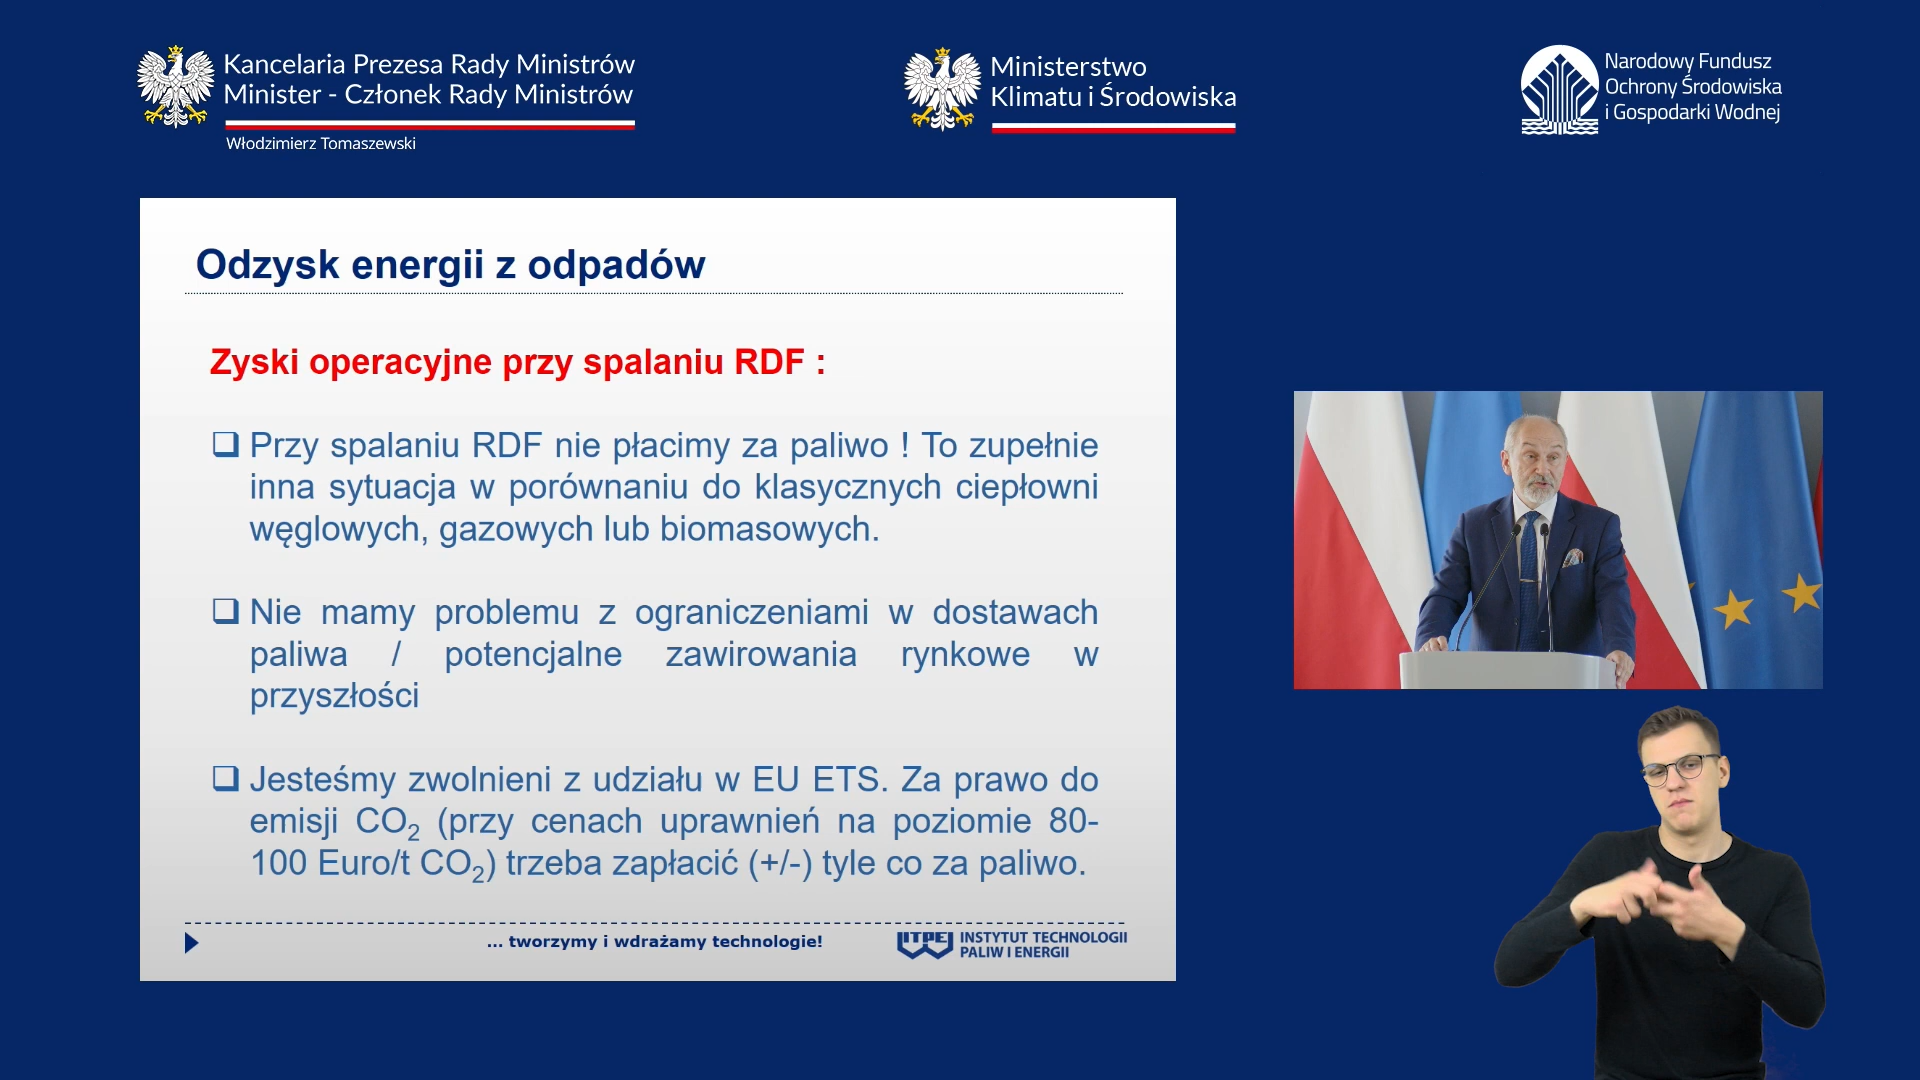 Kancelaria Prezesa Rady Ministrów
Minister - Członek Rady Ministrów
Włodzimierz Tomaszewski
Ministerstwo
Klimatu i Środowiska
Narodowy Fundusz
Ochrony Środowiska
i Gospodarki Wodnej
Odzysk energii z odpadów
Zyski operacyjne przy spalaniu RDF :
❑ Przy spalaniu RDF nie płacimy za paliwo ! To zupełnie
inna sytuacja w porównaniu do klasycznych ciepłowni
węglowych, gazowych lub biomasowych.
❑ Nie mamy problemu z ograniczeniami w dostawach
paliwa / potencjalne zawirowania rynkowe w
przyszłości
❑ Jesteśmy zwolnieni z udziału w EU ETS. Za prawo do
emisji CO₂ (przy cenach uprawnień na poziomie 80-
100 Euro/t CO₂) trzeba zapłacić (+/-) tyle co za paliwo.
... tworzymy i wdrażamy technologie!
ITPE
INSTYTUT TECHNOLOGII
PALIW I ENERGII